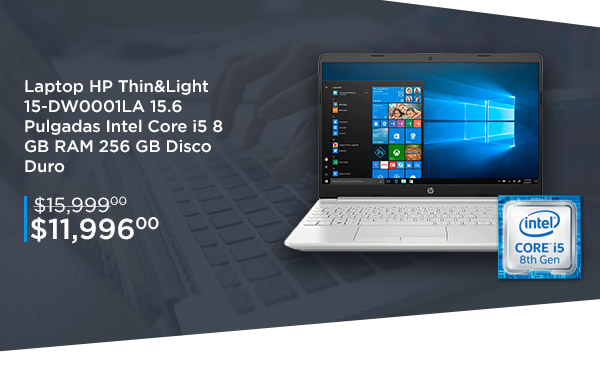 Laptop HP Thin&Light
15-DW0001LA 15.6
Pulgadas Intel Core i5 8
GB RAM 256 GB Disco
Duro
$15,999⁰⁰
$11,996⁰⁰
hp
intel
CORE i5
8th Gen